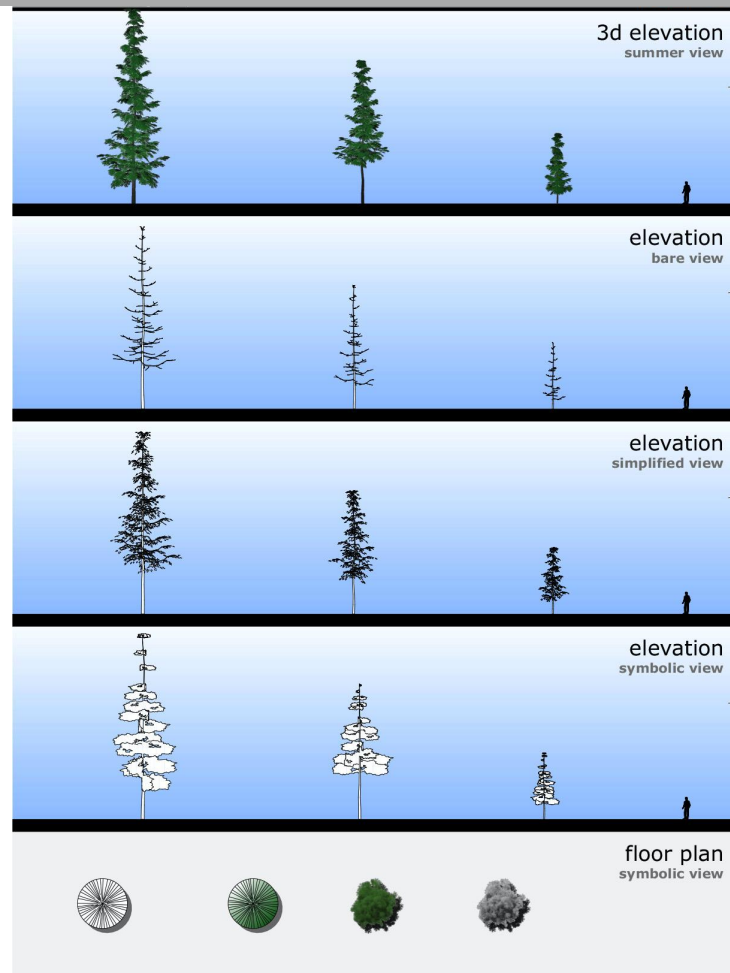 3d elevation
summer view
elevation
bare view
elevation
simplified view
elevation
symbolic view
floor plan
symbolic view